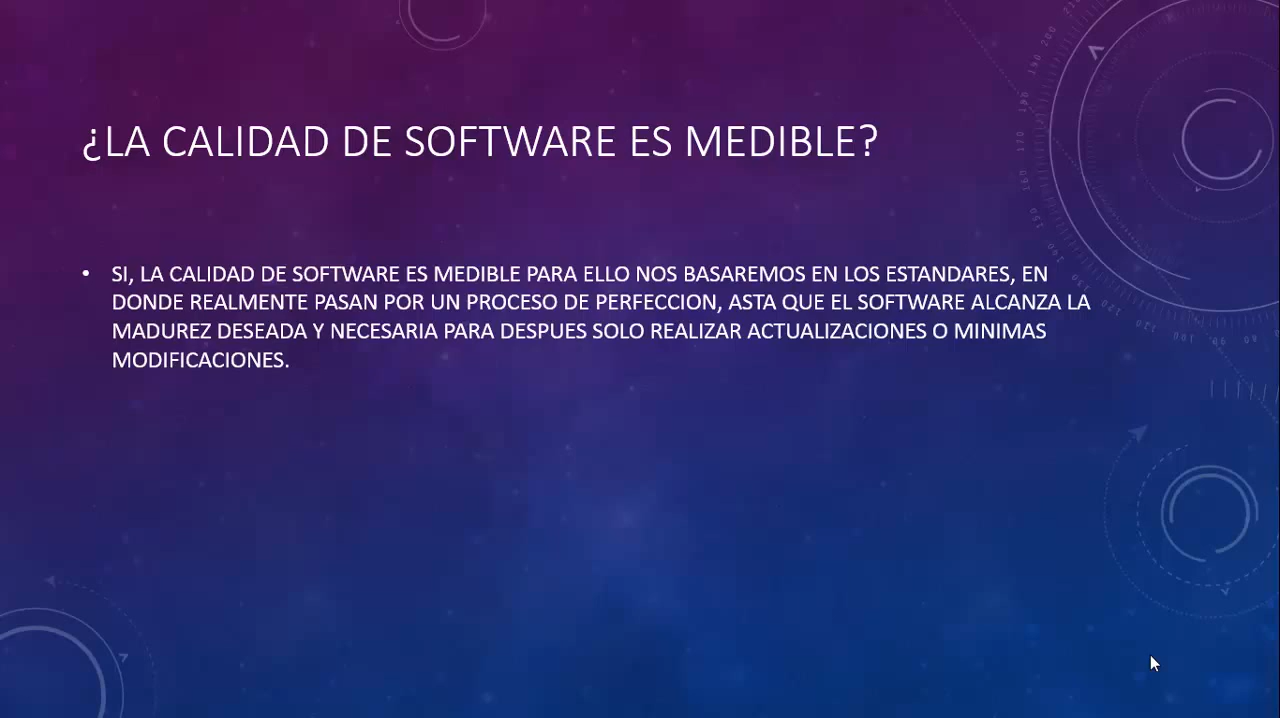 ¿LA CALIDAD DE SOFTWARE ES MEDIBLE?
• SI, LA CALIDAD DE SOFTWARE ES MEDIBLE PARA ELLO NOS BASAREMOS EN LOS ESTANDARES, EN
DONDE REALMENTE PASAN POR UN PROCESO DE PERFECCION, ASTA QUE EL SOFTWARE ALCANZA LA
MADUREZ DESEADA Y NECESARIA PARA DESPUES SOLO REALIZAR ACTUALIZACIONES O MINIMAS
MODIFICACIONES.